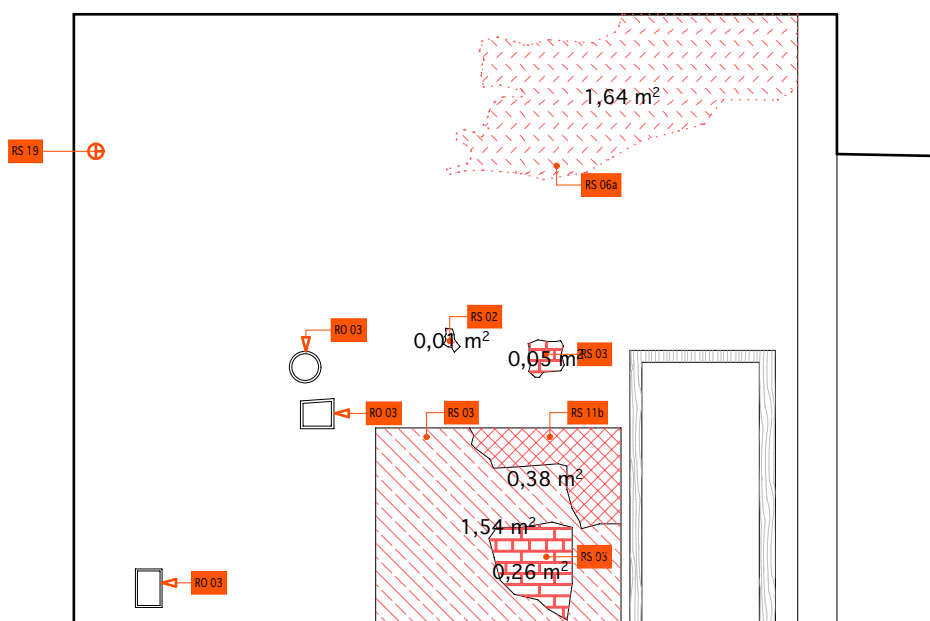 1,64 m²
RS 19
RS 06a
RS 02
RO 03
0,01 m²
0,05 m²
RS 03
RO 03
RS 03
RS 11b
0,38 m²
1,54 m²
RS 03
0,26 m²
RO 03